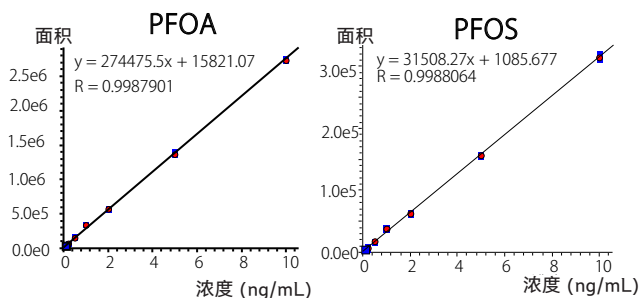 PFOA
面积
y = 274475.5x + 15821.07
R = 0.9987901
2.5e6
2.0e6
1.5e6
1.0e6
5.0e5
0.0e0
0 2 4 6 8 10
浓度 (ng/mL)
PFOS
面积
y = 31508.27x + 1085.677
R = 0.9988064
3.0e5
2.0e5
1.0e5
0.0e0
0 2 4 6 8 10
浓度 (ng/mL)